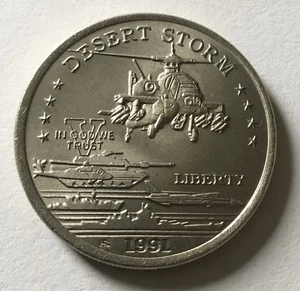 DESERT STORM
V
IN GOD WE
TRUST
LIBERTY
1991